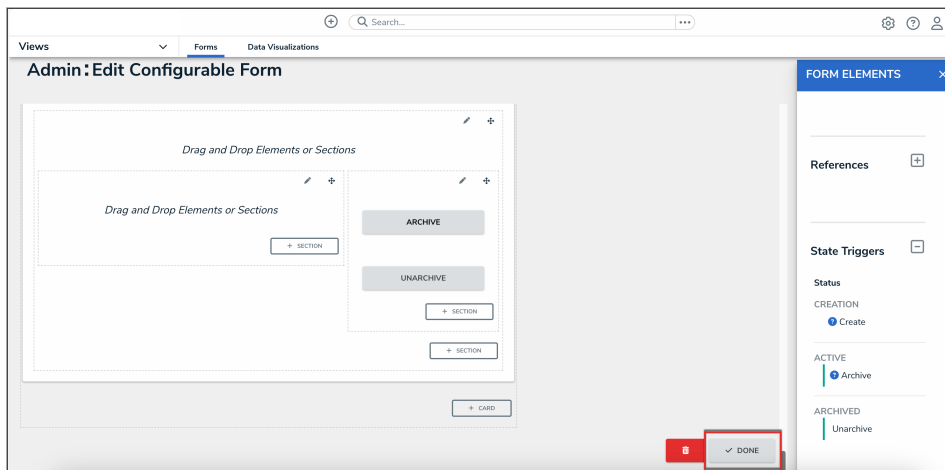 Search...
Views
Forms
Data Visualizations
Admin:Edit Configurable Form
FORM ELEMENTS
Drag and Drop Elements or Sections
Drag and Drop Elements or Sections
+ SECTION
ARCHIVE
UNARCHIVE
+ SECTION
+ SECTION
+ CARD
DONE
References
State Triggers
Status
CREATION
Create
ACTIVE
Archive
ARCHIVED
Unarchive